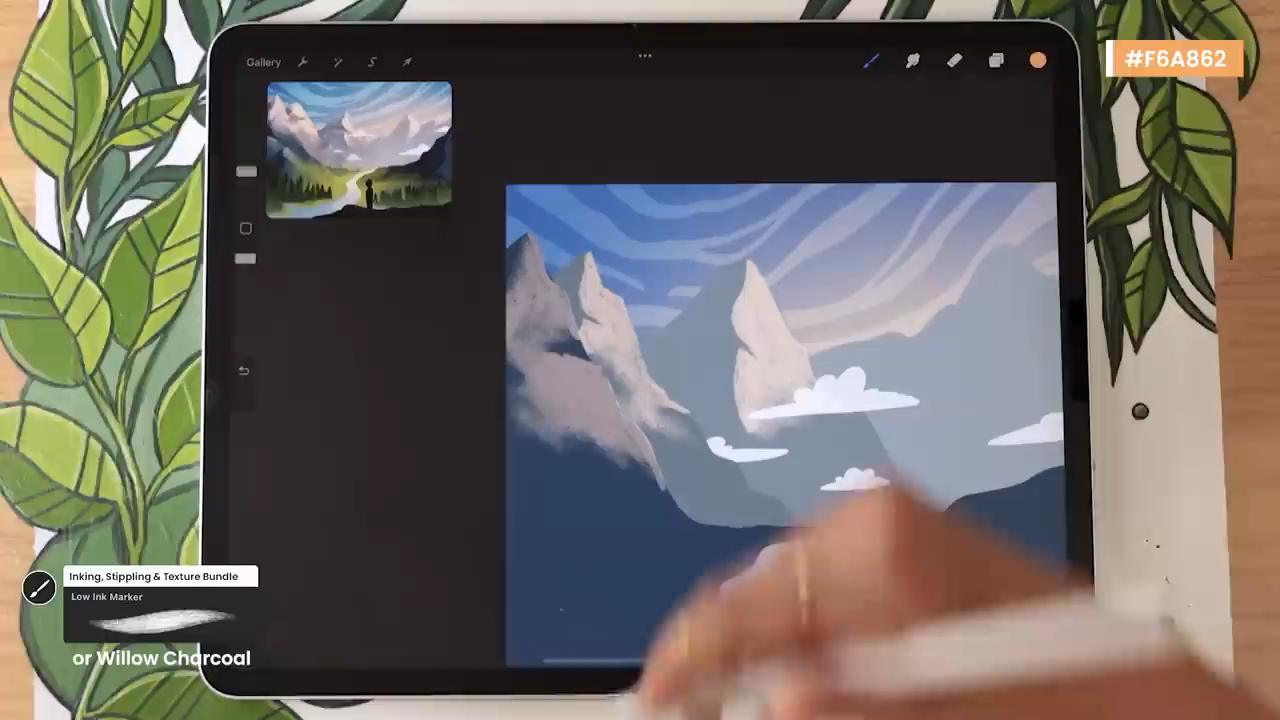 #F6A862
Gallery
Inking, Stippling & Texture Bundle
Low Ink Marker
or Willow Charcoal